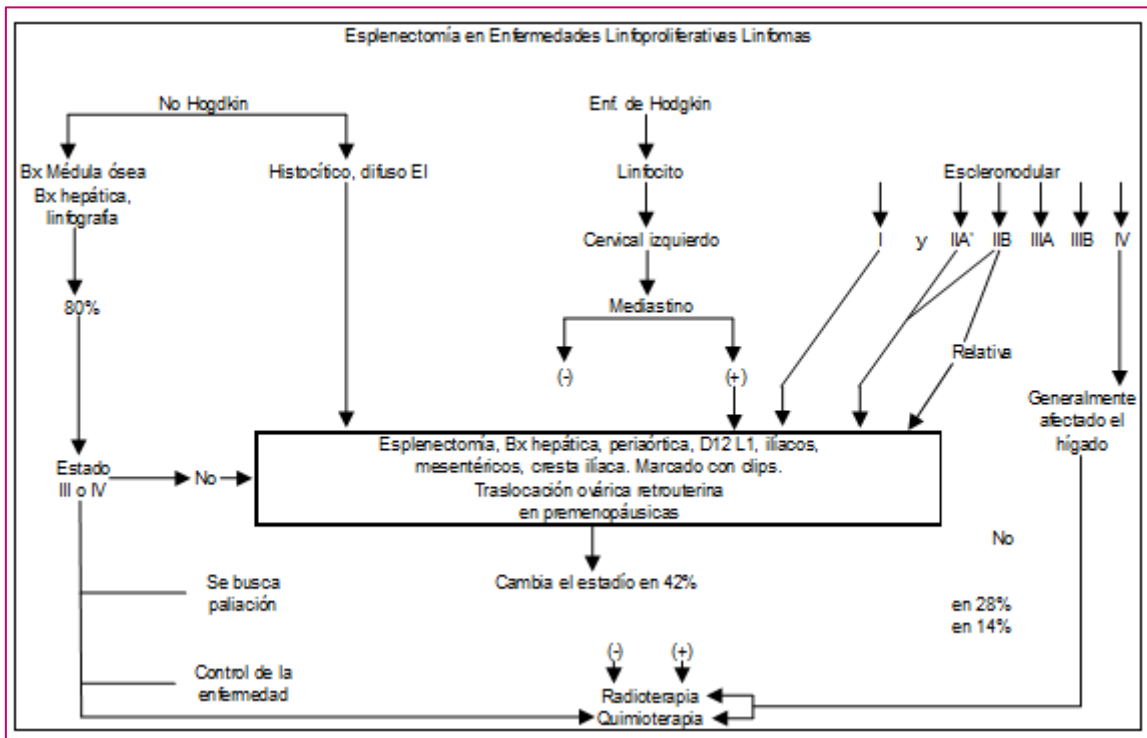 Esplenectomía en Enfermedades Linfoproliferativas Linfomas
No Hogdkin
Enf. de Hodgkin
Bx Médula ósea
Bx hepática,
linfografía
Histocítico, difuso EI
Linfocito
Escleronodular
Cervical izquierdo
I y IIA' IIB IIIA IIIB IV
80%
Mediastino
Relativa
(-) (+)
Generalmente
afectado el
hígado
Esplenectomía, Bx hepática, periaórtica, D12 L1, ilíacos,
mesentéricos, cresta ilíaca. Marcado con clips.
Traslocación ovárica retrouterina
en premenopáusicas
Estado
III o IV
No
No
Cambia el estadío en 42%
Se busca
paliación
en 28%
en 14%
(-) (+)
Control de la
enfermedad
Radioterapia
Quimioterapia